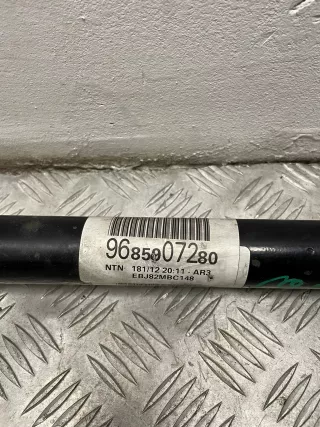 9685007280
NTN 181/12 20:11 - AR3
EBJ82MBC148